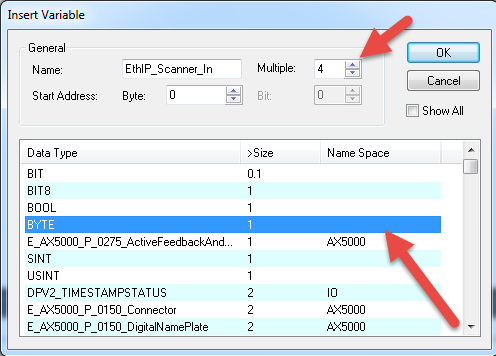 Insert Variable
General
Name: EthIP_Scanner_In Multiple: 4 OK
Start Address: Byte: 0 Bit: 0 Cancel
Show All
Data Type >Size Name Space
BIT 0.1
BIT8 1
BOOL 1
BYTE 1
E_AX5000_P_0275_ActiveFeedbackAnd... 1 AX5000
SINT 1
USINT 1
DPV2_TIMESTAMPSTATUS 2 IO
E_AX5000_P_0150_Connector 2 AX5000
E_AX5000_P_0150_DigitalNamePlate 2 AX5000